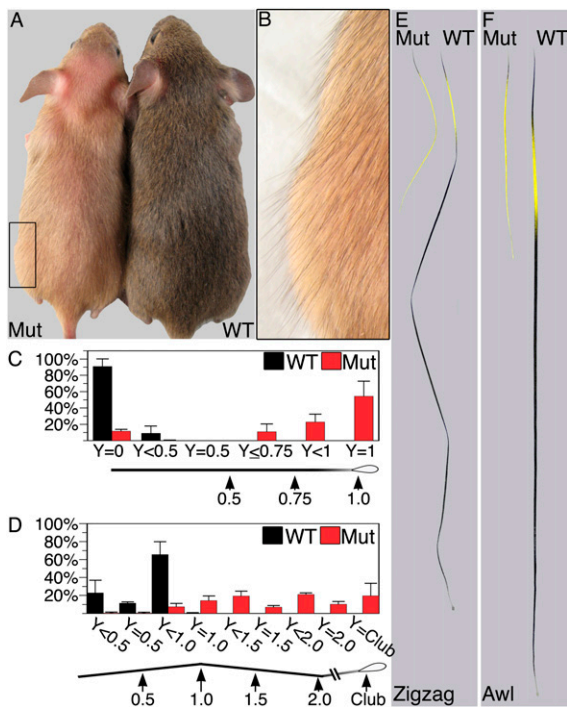 A
B
E
F
Mut WT
Mut WT
Mut WT
C
100%
80%
60%
40%
20%
WT Mut
Y=0 Y<0.5 Y=0.5 Y≤0.75 Y<1 Y=1
0.5 0.75 1.0
D
100%
80%
60%
40%
20%
WT Mut
Y<0.5 Y=0.5 Y<1.0 Y=1.0 Y<1.5 Y=1.5 Y<2.0 Y=2.0 Y=Club
0.5 1.0 1.5 2.0 Club
Zigzag
Awl